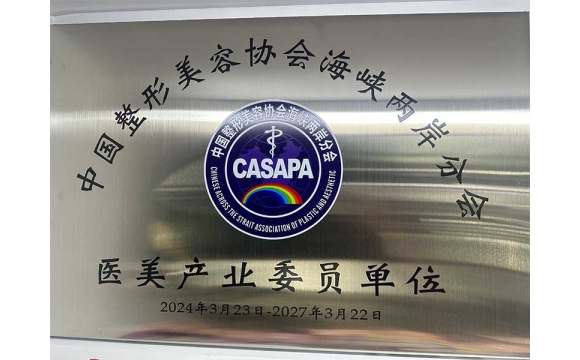 中国整形美容协会海峡两岸分会
中国整形美容协会海峡两岸分会
CASAPA
CHINESE ACROSS THE STRAIT ASSOCIATION OF PLASTIC AND AESTHETIC
医美产业委员单位
2024年3月23日-2027年3月22日